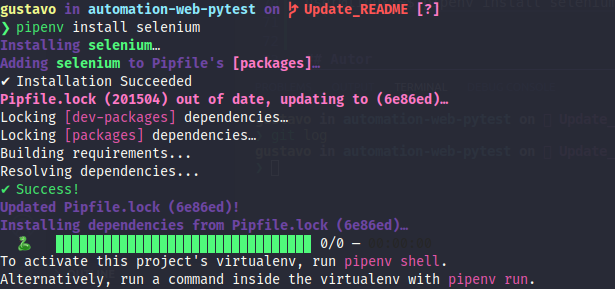 gustavo in automation-web-pytest on Update_README [?]
❯ pipenv install selenium
Installing selenium…
Adding selenium to Pipfile's [packages]…
✔ Installation Succeeded
Pipfile.lock (201504) out of date, updating to (6e86ed)…
Locking [dev-packages] dependencies…
Locking [packages] dependencies…
Building requirements...
Resolving dependencies...
✔ Success!
Updated Pipfile.lock (6e86ed)!
Installing dependencies from Pipfile.lock (6e86ed)…
🐍 ▉▉▉▉▉▉▉▉▉▉▉▉▉▉▉▉▉▉▉▉▉▉▉▉▉▉▉▉▉▉▉▉ 0/0 — 00:00:00
To activate this project's virtualenv, run pipenv shell.
Alternatively, run a command inside the virtualenv with pipenv run.